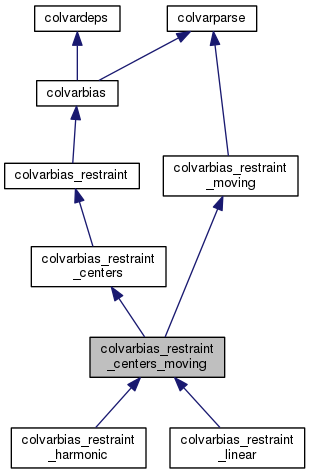 colvardeps
colvarparse
colvarbias
colvarbias_restraint
colvarbias_restraint
_moving
colvarbias_restraint
_centers
colvarbias_restraint
_centers_moving
colvarbias_restraint
_harmonic
colvarbias_restraint
_linear